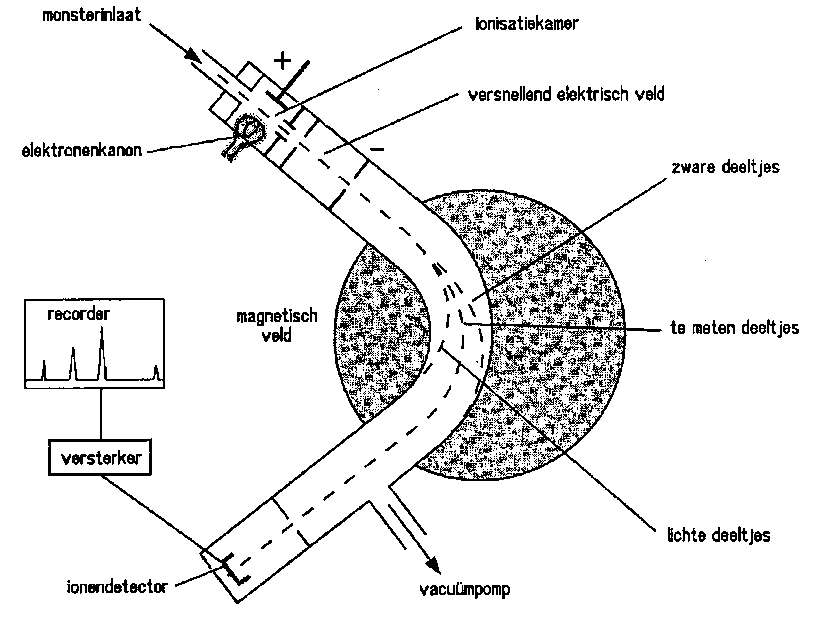 monsterinlaat
ionisatiekamer
+
versnellend elektrisch veld
elektronenkanon
-
zware deeltjes
recorder
magnetisch
veld
te meten deeltjes
versterker
lichte deeltjes
ionendetector
vacuümpomp